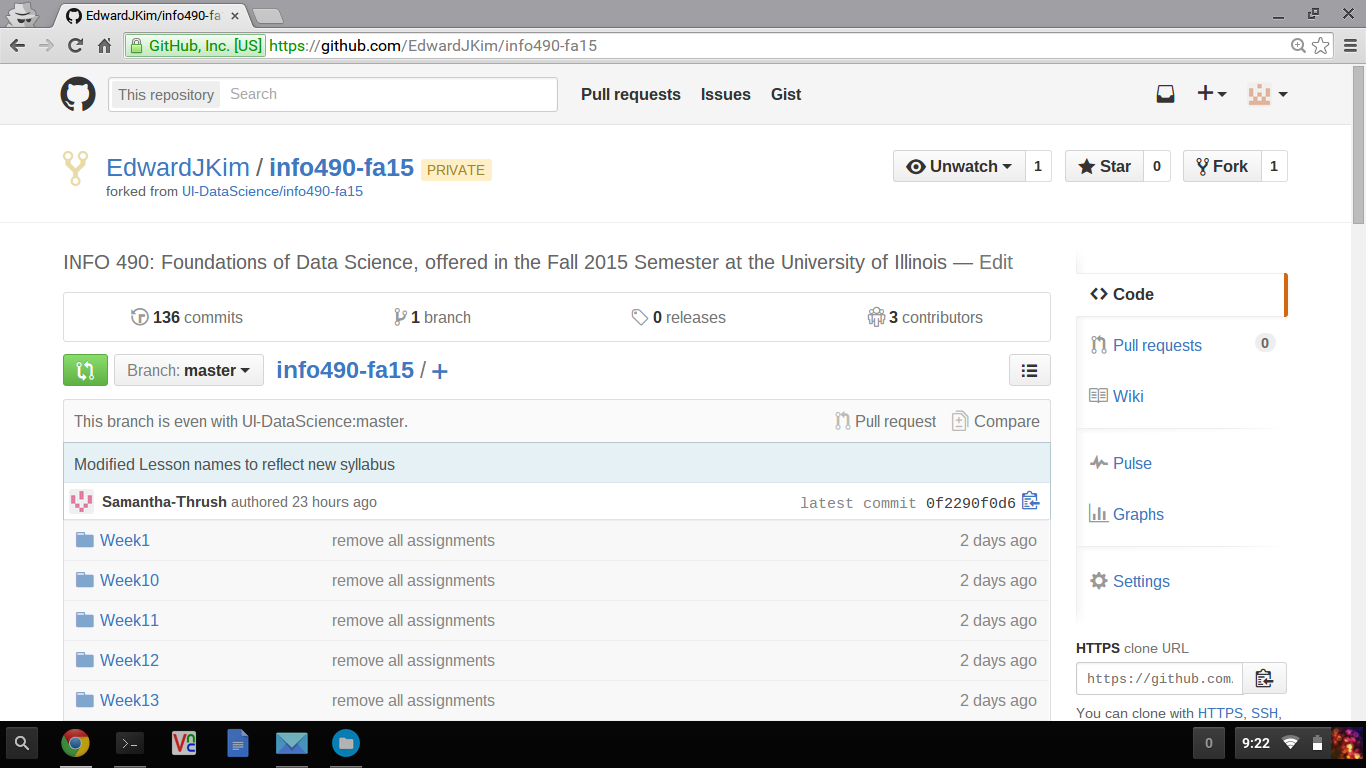 EdwardJKim/info490-fa
GitHub, Inc. [US] https://github.com/EdwardJKim/info490-fa15
This repository Search Pull requests Issues Gist
EdwardJKim / info490-fa15 PRIVATE
Unwatch 1 Star 0 Fork 1
forked from UI-DataScience/info490-fa15
INFO 490: Foundations of Data Science, offered in the Fall 2015 Semester at the University of Illinois — Edit
136 commits 1 branch 0 releases 3 contributors
Branch: master info490-fa15 / +
This branch is even with UI-DataScience:master. Pull request Compare
Modified Lesson names to reflect new syllabus
Samantha-Thrush authored 23 hours ago latest commit 0f2290f0d6
Week1 remove all assignments 2 days ago
Week10 remove all assignments 2 days ago
Week11 remove all assignments 2 days ago
Week12 remove all assignments 2 days ago
Week13 remove all assignments 2 days ago
Code
Pull requests 0
Wiki
Pulse
Graphs
Settings
HTTPS clone URL
https://github.com
You can clone with HTTPS, SSH,
VNC
0 9:22